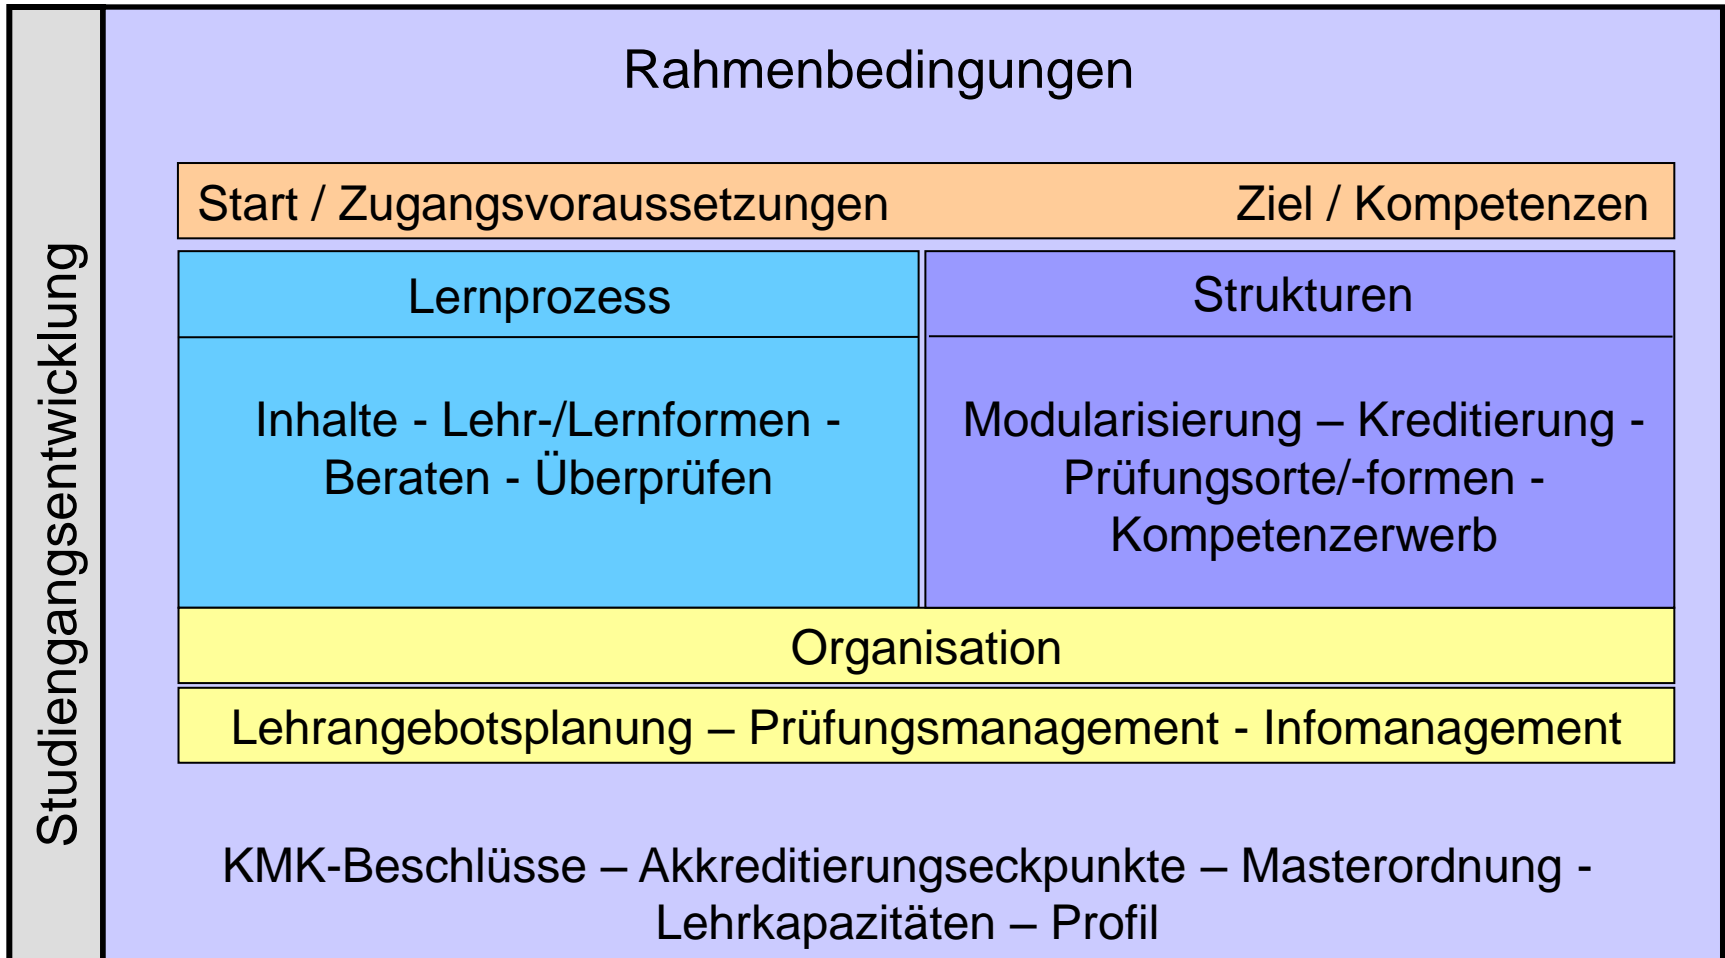 Studiengangsentwicklung
Rahmenbedingungen
Start / Zugangsvoraussetzungen Ziel / Kompetenzen
Lernprozess
Inhalte - Lehr-/Lernformen -
Beraten - Überprüfen
Strukturen
Modularisierung – Kreditierung -
Prüfungsorte/-formen -
Kompetenzerwerb
Organisation
Lehrangebotsplanung – Prüfungsmanagement - Infomanagement
KMK-Beschlüsse – Akkreditierungseckpunkte – Masterordnung -
Lehrkapazitäten – Profil